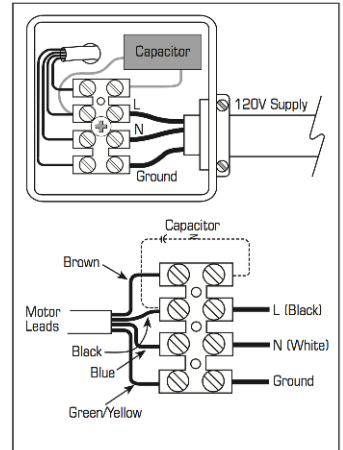 Capacitor
L
120V Supply
N
Ground
Capacitor
Brown
Motor
Leads
L (Black)
Black
N (White)
Blue
Ground
Green/Yellow